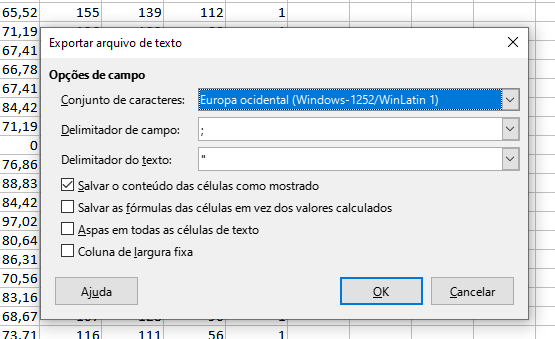 65,52 155 139 112 1
71,19
67,41
66,78
67,41
84,42
71,19
0
76,86
88,83
84,42
97,02
80,64
86,31
70,56
83,16
68,67
73,71 116 111 56 1
Exportar arquivo de texto
Opções de campo
Conjunto de caracteres: Europa ocidental (Windows-1252/WinLatin 1)
Delimitador de campo: ;
Delimitador do texto: "
Salvar o conteúdo das células como mostrado
Salvar as fórmulas das células em vez dos valores calculados
Aspas em todas as células de texto
Coluna de largura fixa
Ajuda OK Cancelar